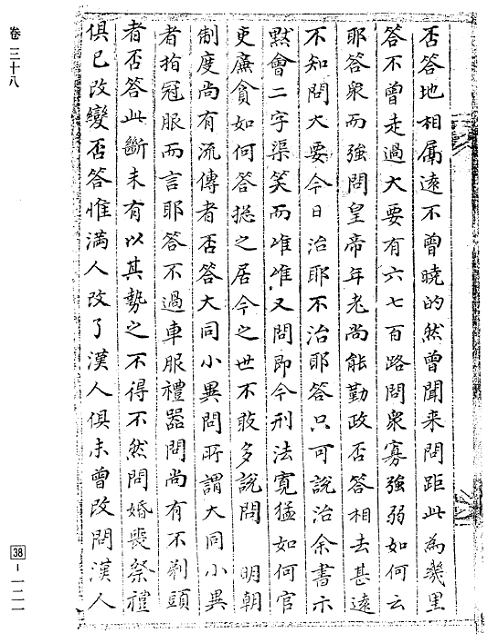 否答地相屬遠不曾曉的然曾聞来問距此為幾里
答不曾走過大要有六七百路問衆寡強弱如何云
耶答衆而強問皇帝年老尚能勤政否答相去甚遠
不知問大要今日治耶不治耶答只可說治余書示
黙會二字渠笑而唯唯又問即今刑法寬猛如何官
吏廉貪如何答揔之居今之世不敢多說問 明朝
制度尚有流傳者否答大同小異問所謂大同小異
者指冠服而言耶答不過車服禮器問尚有不剃頭
者否答此斷未有以其勢之不得不然問婚喪祭禮
俱已改變否答惟滿人改了漢人俱未曾改問漢人
卷三十八
38-一二一